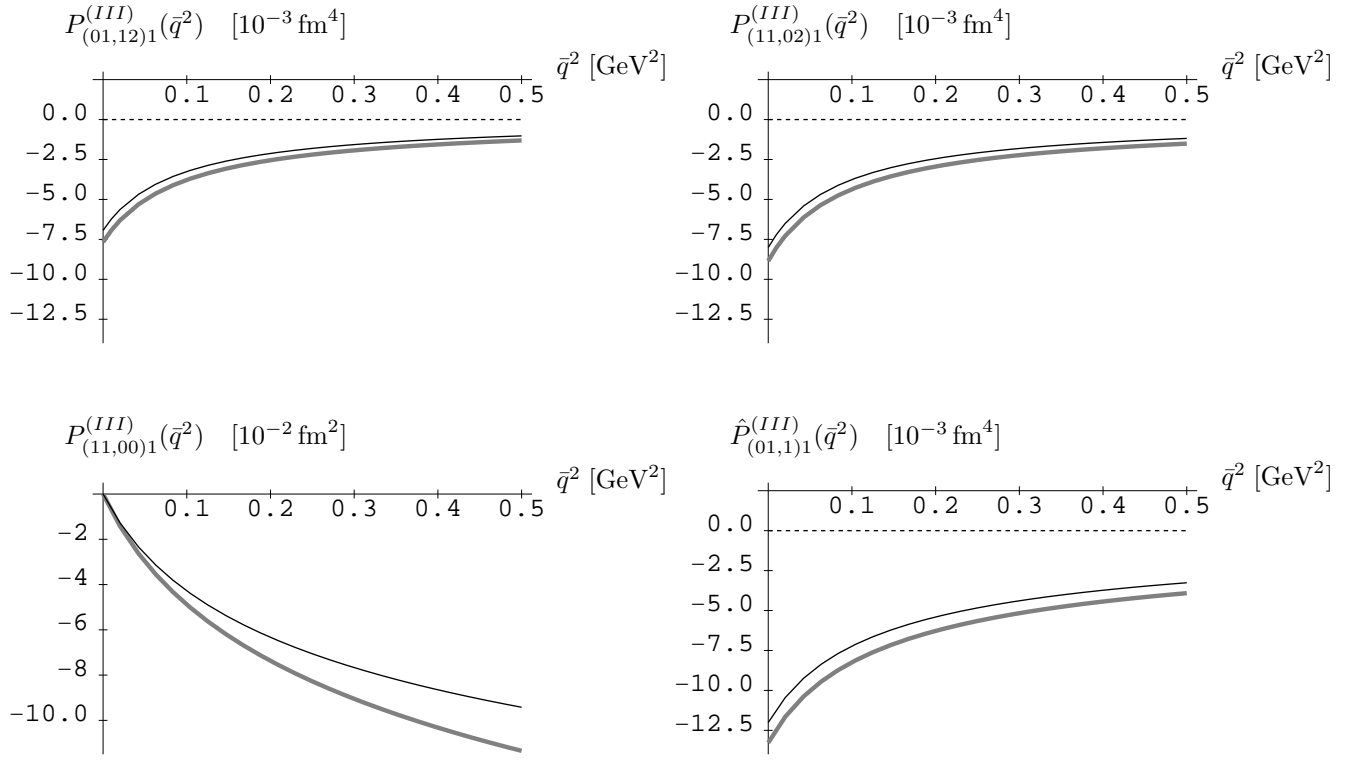 P^{(III)}_{(01,12)1}(q̄²) [10⁻³ fm⁴]
q̄² [GeV²]
0.1 0.2 0.3 0.4 0.5
0.0
−2.5
−5.0
−7.5
−10.0
−12.5
P^{(III)}_{(11,02)1}(q̄²) [10⁻³ fm⁴]
q̄² [GeV²]
0.1 0.2 0.3 0.4 0.5
0.0
−2.5
−5.0
−7.5
−10.0
−12.5
P^{(III)}_{(11,00)1}(q̄²) [10⁻² fm²]
q̄² [GeV²]
0.1 0.2 0.3 0.4 0.5
−2
−4
−6
−8
−10.0
P̂^{(III)}_{(01,1)1}(q̄²) [10⁻³ fm⁴]
q̄² [GeV²]
0.1 0.2 0.3 0.4 0.5
0.0
−2.5
−5.0
−7.5
−10.0
−12.5